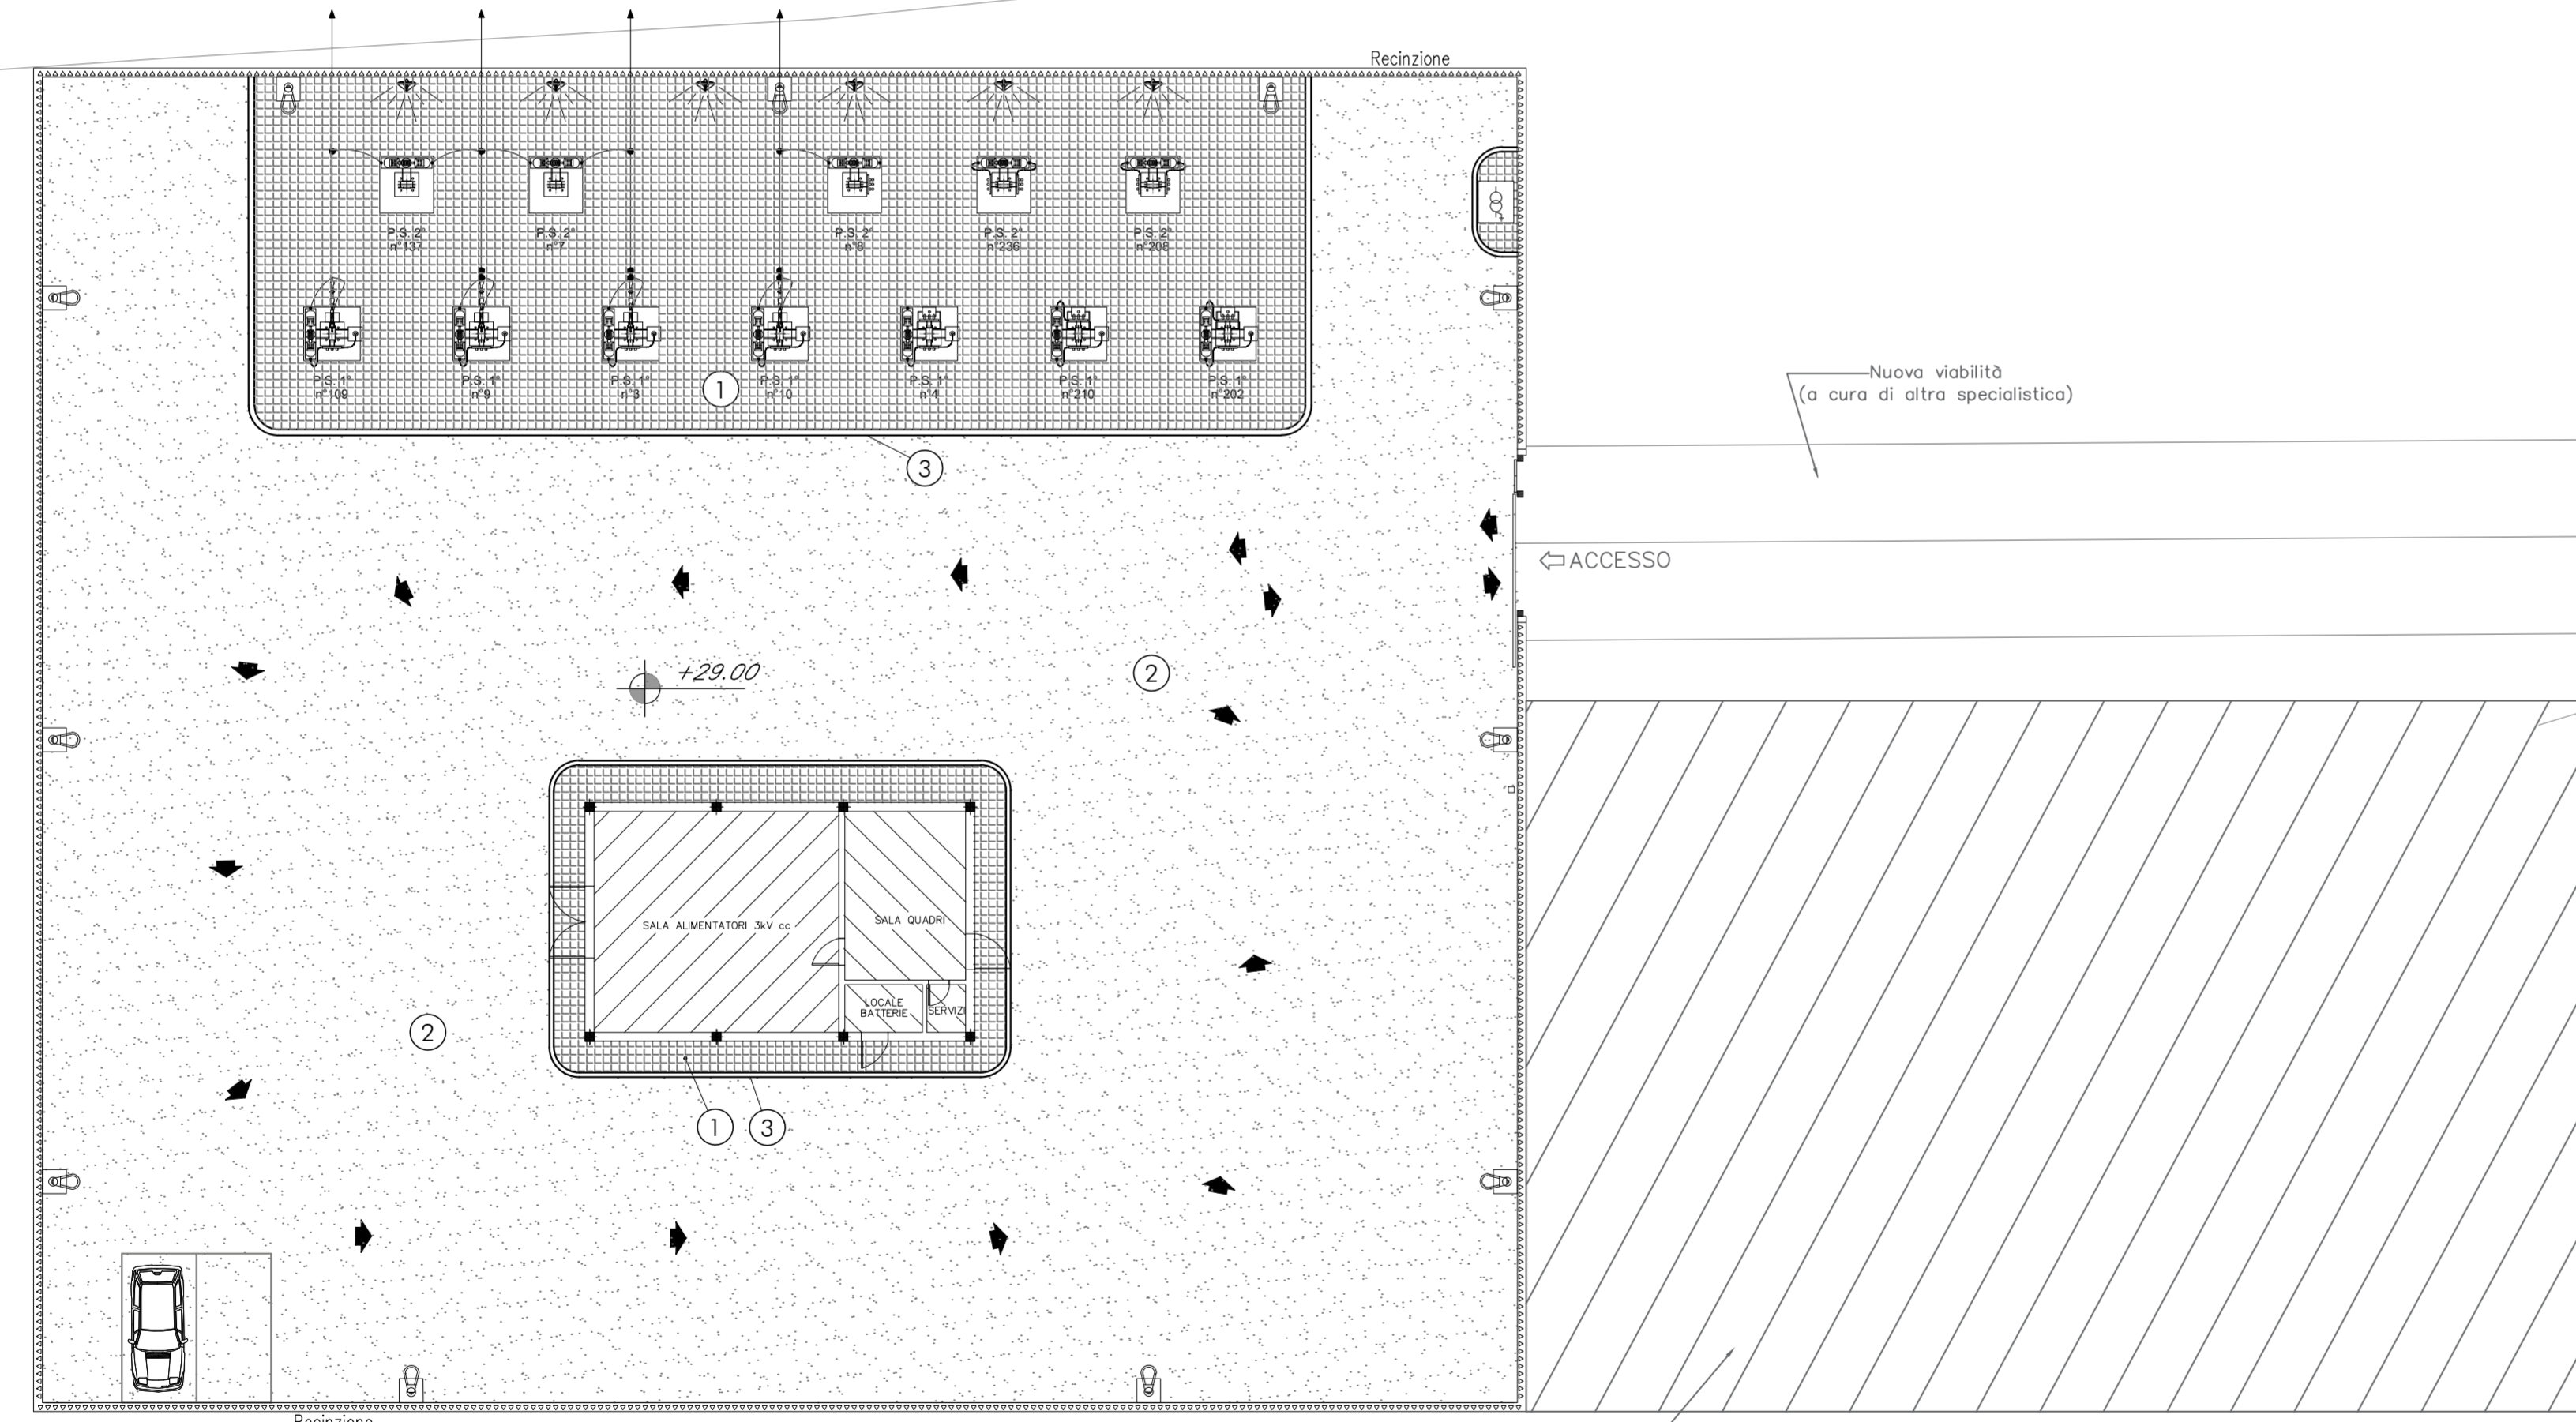 Recinzione
P.S. 2°
n°137
P.S. 2°
n°7
P.S. 2°
n°8
P.S. 2°
n°236
P.S. 2°
n°208
P.S. 1°
n°109
P.S. 1°
n°9
P.S. 1°
n°3
1
P.S. 1°
n°10
P.S. 1°
n°4
P.S. 1°
n°210
P.S. 1°
n°202
Nuova viabilità
(a cura di altra specialistica)
3
ACCESSO
+29.00
2
SALA ALIMENTATORI 3kV cc
SALA QUADRI
LOCALE
BATTERIE
SERVIZI
2
1
3
Recinzione